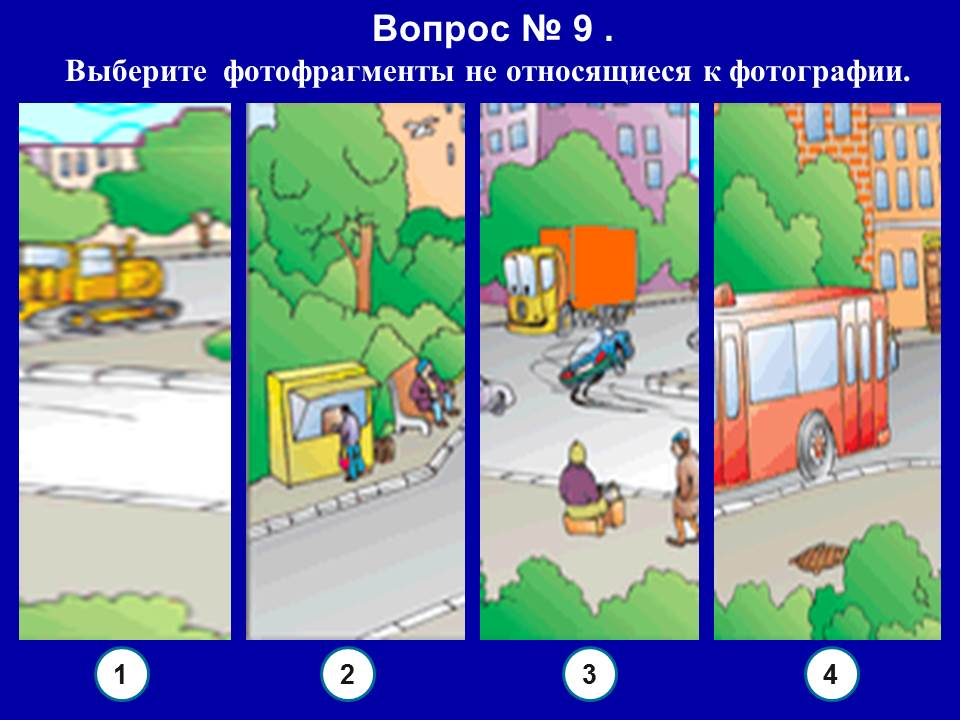 Вопрос № 9 .
Выберите фотофрагменты не относящиеся к фотографии.
1 2 3 4